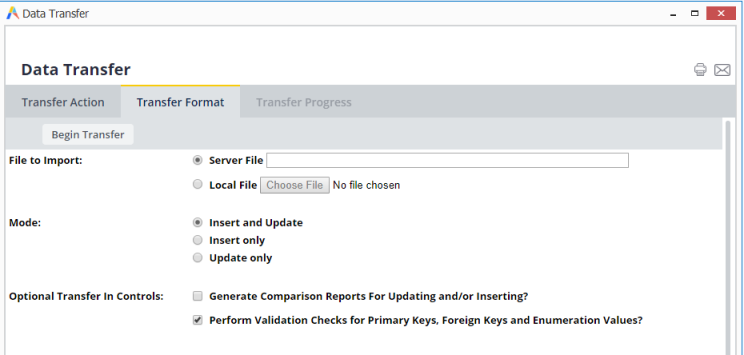 Data Transfer
Data Transfer
Transfer Action Transfer Format Transfer Progress
Begin Transfer
File to Import: Server File
Local File Choose File No file chosen
Mode: Insert and Update
Insert only
Update only
Optional Transfer In Controls: Generate Comparison Reports For Updating and/or Inserting?
Perform Validation Checks for Primary Keys, Foreign Keys and Enumeration Values?